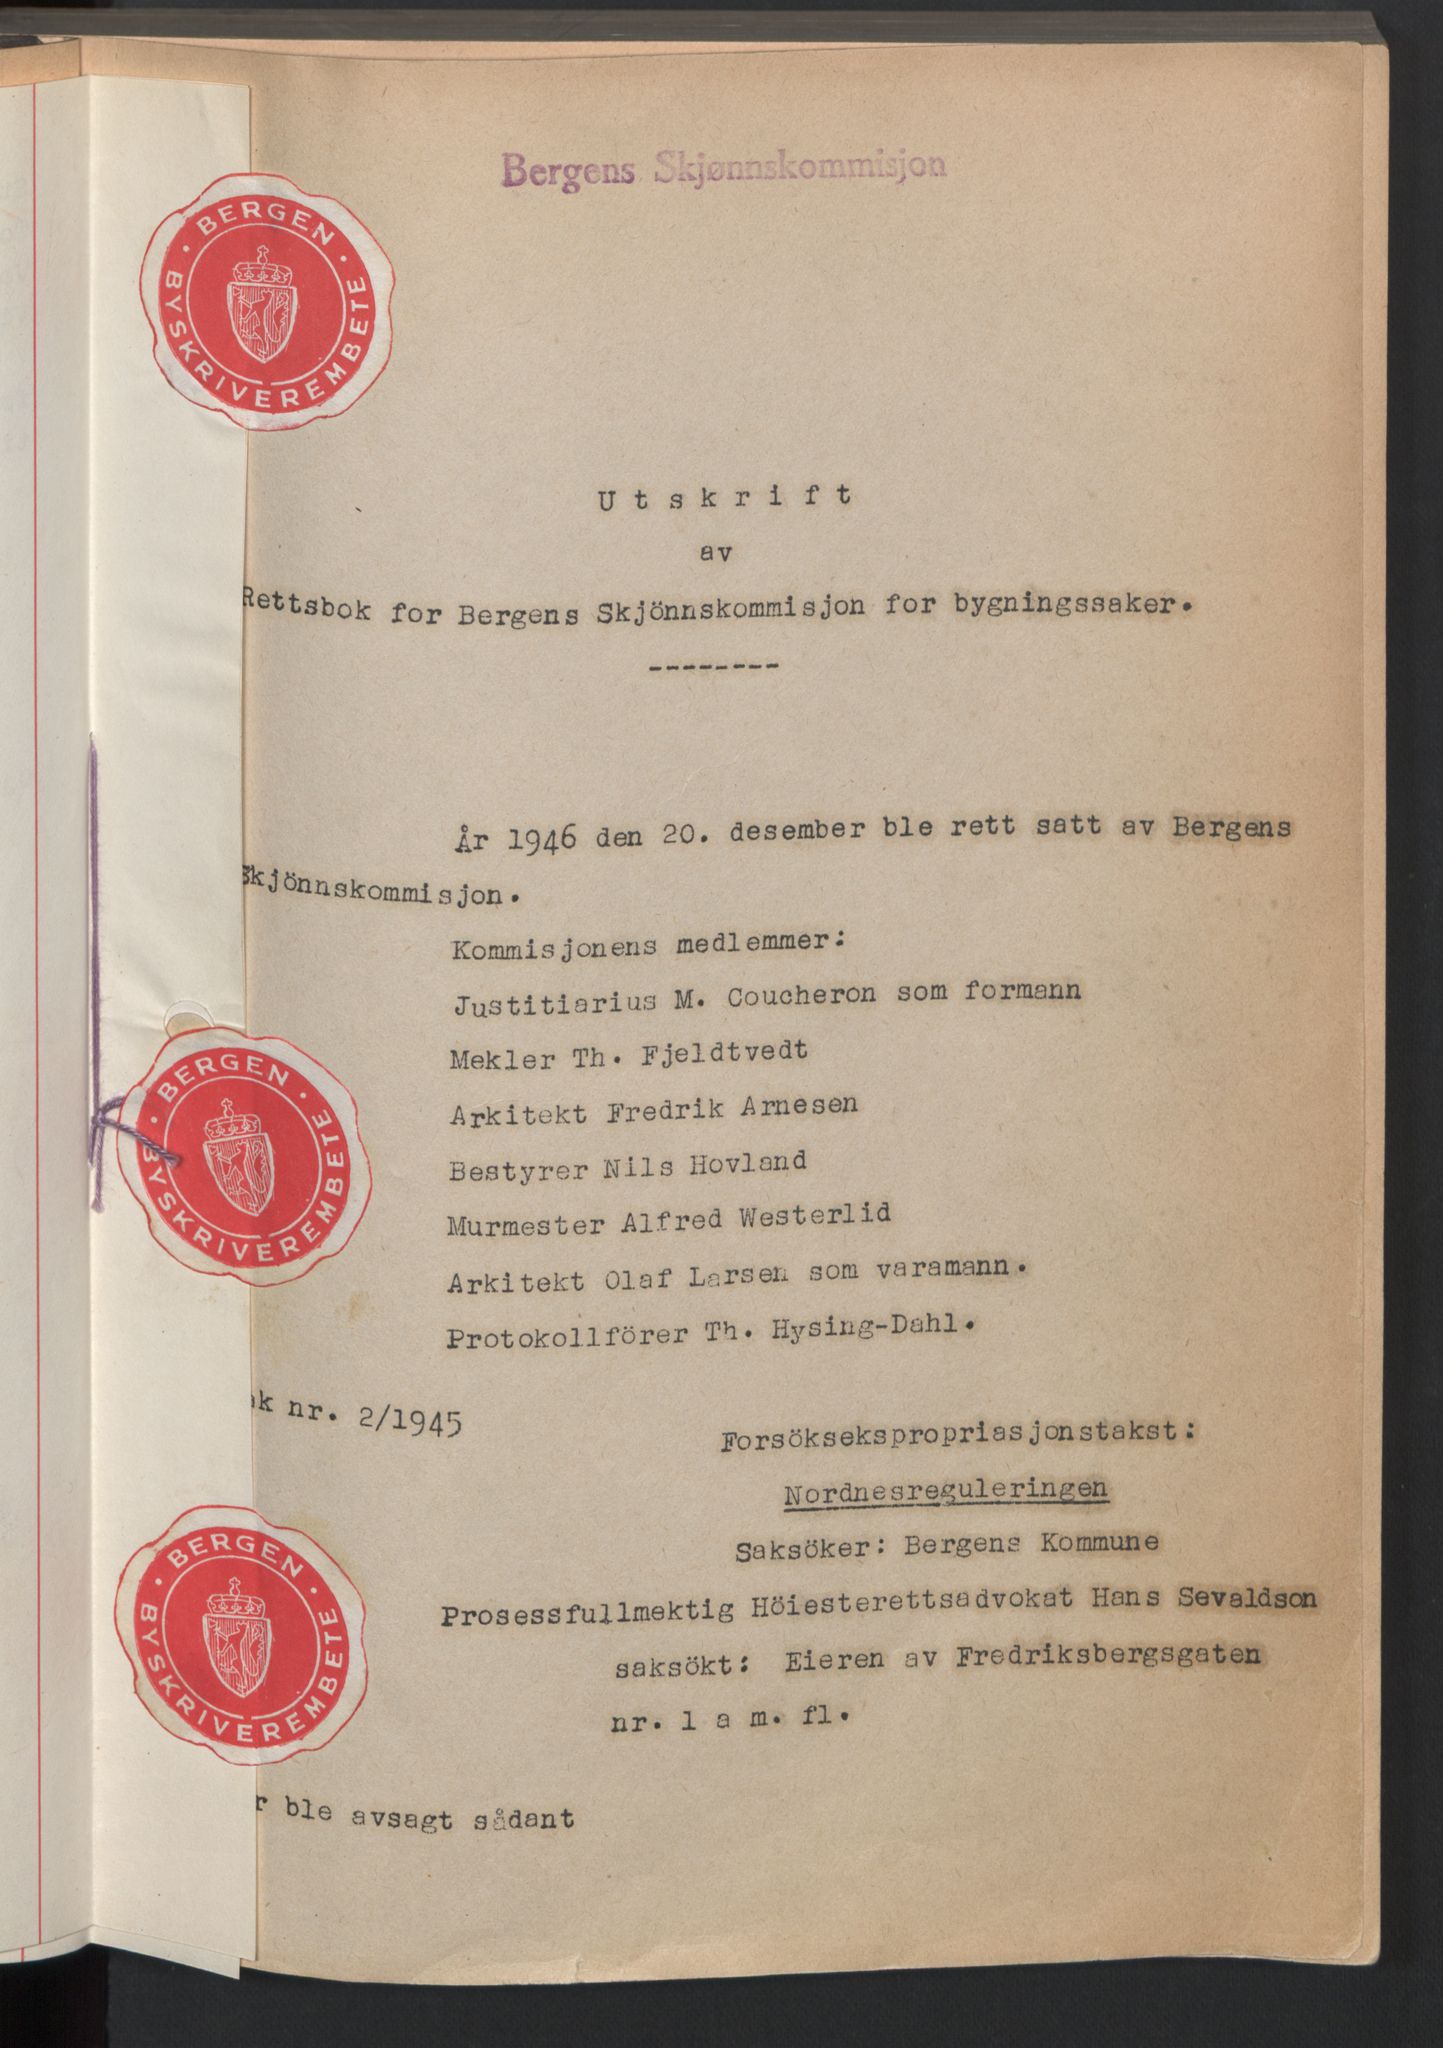 Bergens Skjønnskommisjon
BERGEN BYSKRIVEREMBETE
Utskrift
av
Rettsbok for Bergens Skjönnskommisjon for bygningssaker.
--------
År 1946 den 20. desember ble rett satt av Bergens
Skjönnskommisjon.
Kommisjonens medlemmer:
Justitiarius M. Coucheron som formann
Mekler Th. Fjeldtvedt
Arkitekt Fredrik Arnesen
Bestyrer Nils Hovland
Murmester Alfred Westerlid
Arkitekt Olaf Larsen som varamann.
Protokollförer Th. Hysing-Dahl.
BERGEN BYSKRIVEREMBETE
ak nr. 2/1945
Forsöksekspropriasjonstakst:
Nordnesreguleringen
Saksöker: Bergens Kommune
Prosessfullmektig Höiesterettsadvokat Hans Sevaldson
saksökt: Eieren av Fredriksbergsgaten
nr. 1 a m. fl.
BERGEN BYSKRIVEREMBETE
r ble avsagt sådant